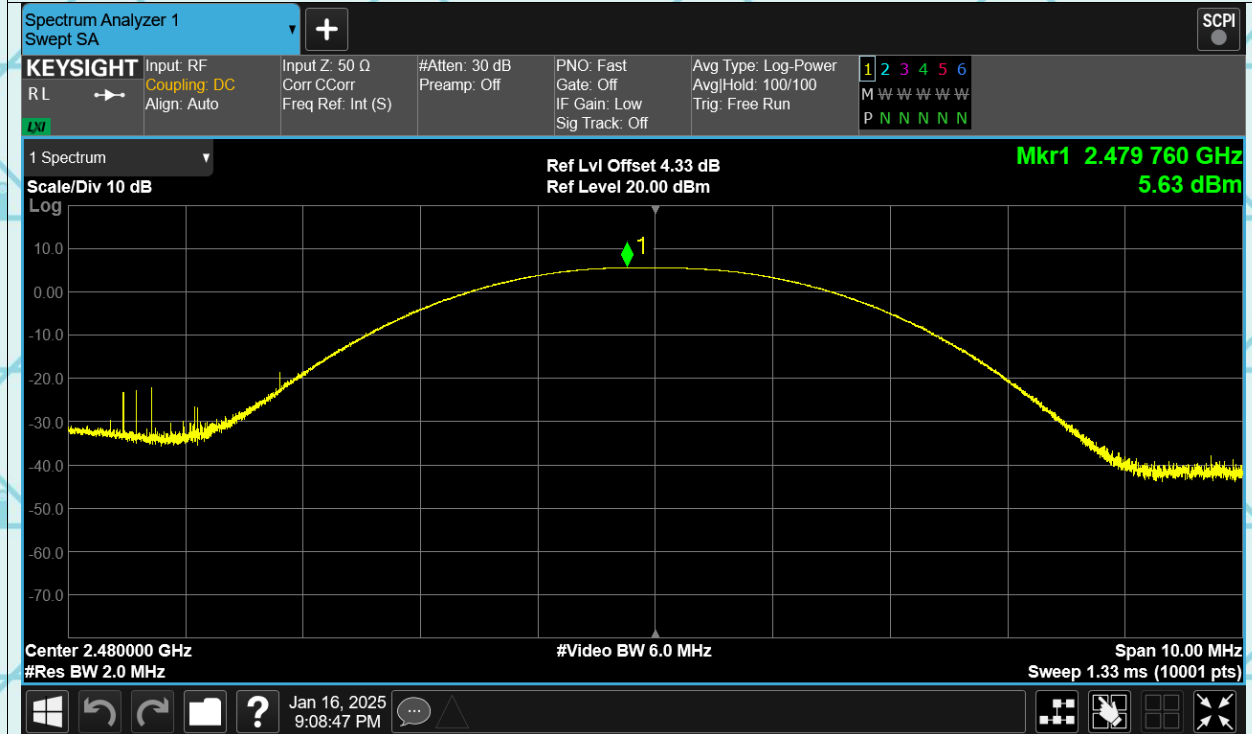 Spectrum Analyzer 1
Swept SA
SCPI
KEYSIGHT
R L
LXI
Input: RF
Coupling: DC
Align: Auto
Input Z: 50 Ω
Corr CCorr
Freq Ref: Int (S)
#Atten: 30 dB
Preamp: Off
PNO: Fast
Gate: Off
IF Gain: Low
Sig Track: Off
Avg Type: Log-Power
Avg|Hold: 100/100
Trig: Free Run
1 2 3 4 5 6
M W W W W W W
P N N N N N
1 Spectrum
Scale/Div 10 dB
Log
Ref Lvl Offset 4.33 dB
Ref Level 20.00 dBm
Mkr1 2.479 760 GHz
5.63 dBm
1
10.0
0.00
-10.0
-20.0
-30.0
-40.0
-50.0
-60.0
-70.0
Center 2.480000 GHz
#Res BW 2.0 MHz
#Video BW 6.0 MHz
Span 10.00 MHz
Sweep 1.33 ms (10001 pts)
?
Jan 16, 2025
9:08:47 PM